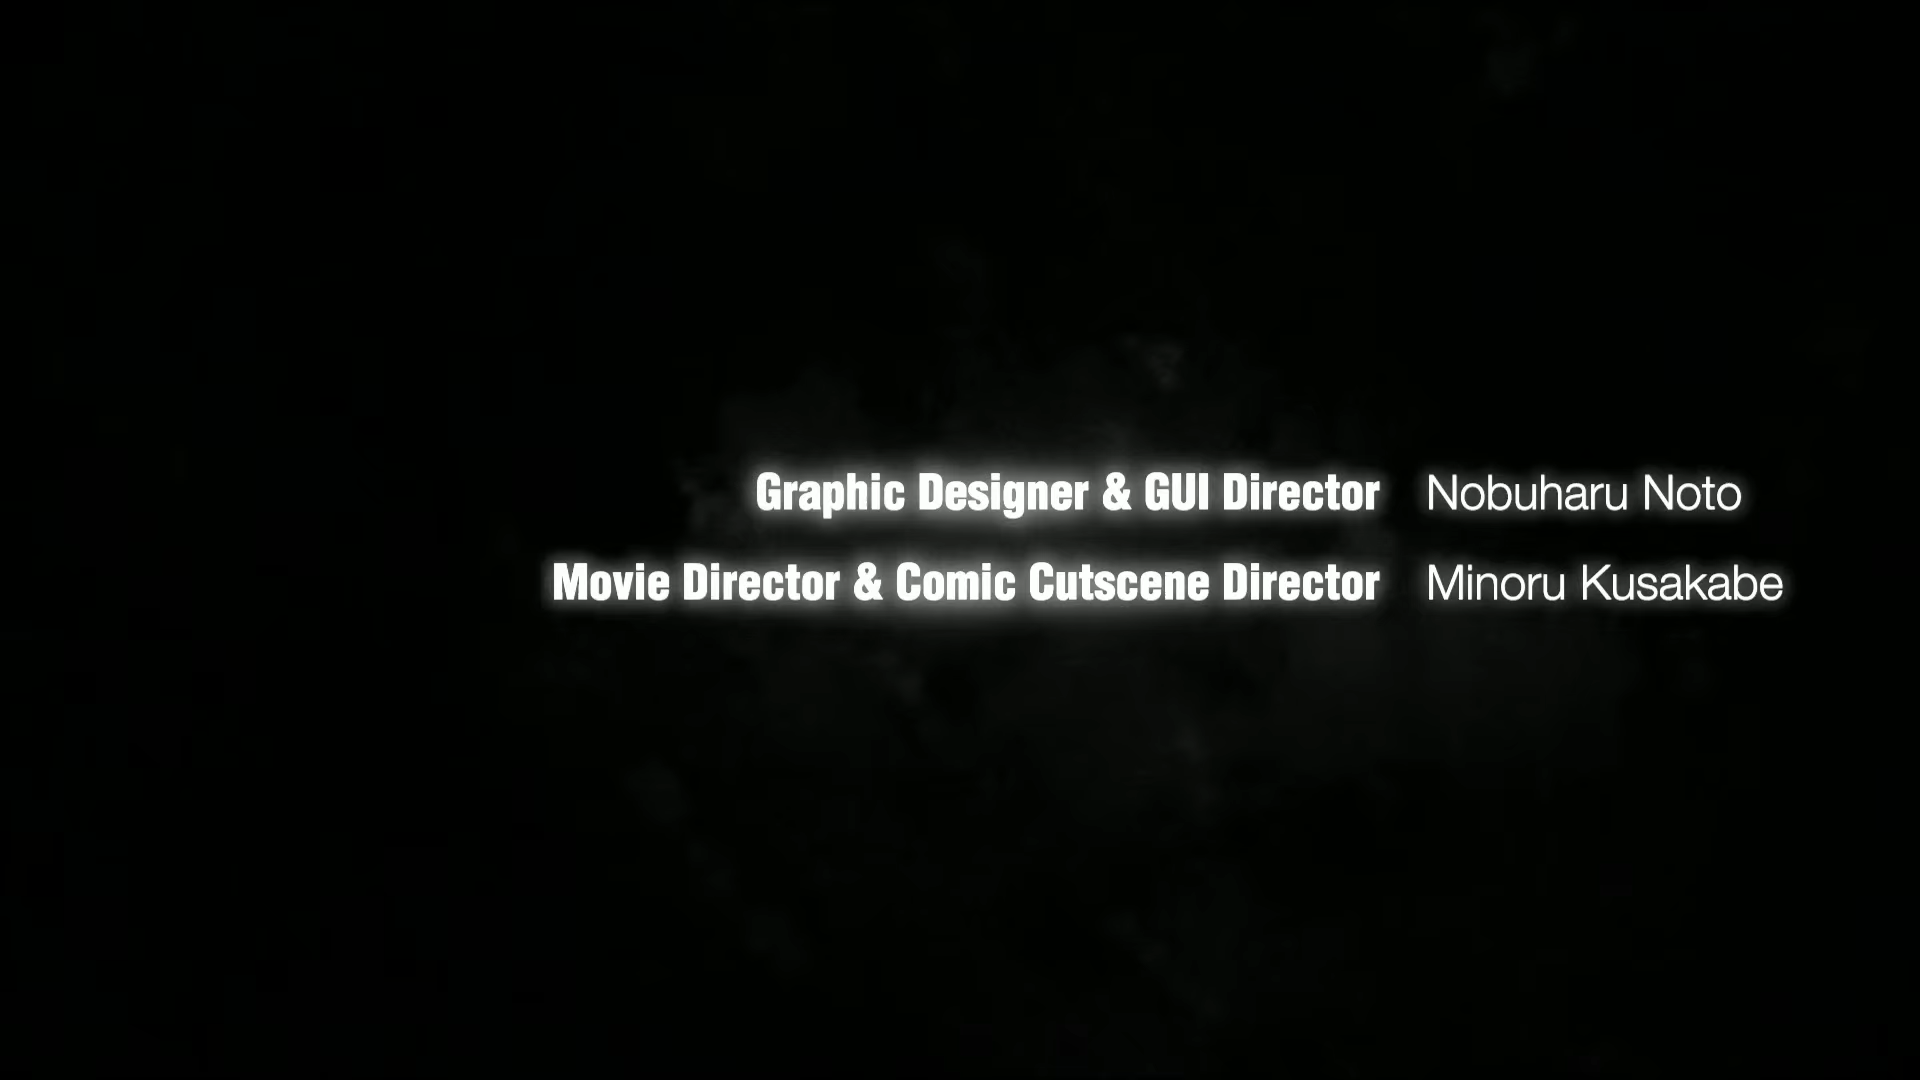 Graphic Designer & GUI Director Nobuharu Noto
Movie Director & Comic Cutscene Director Minoru Kusakabe